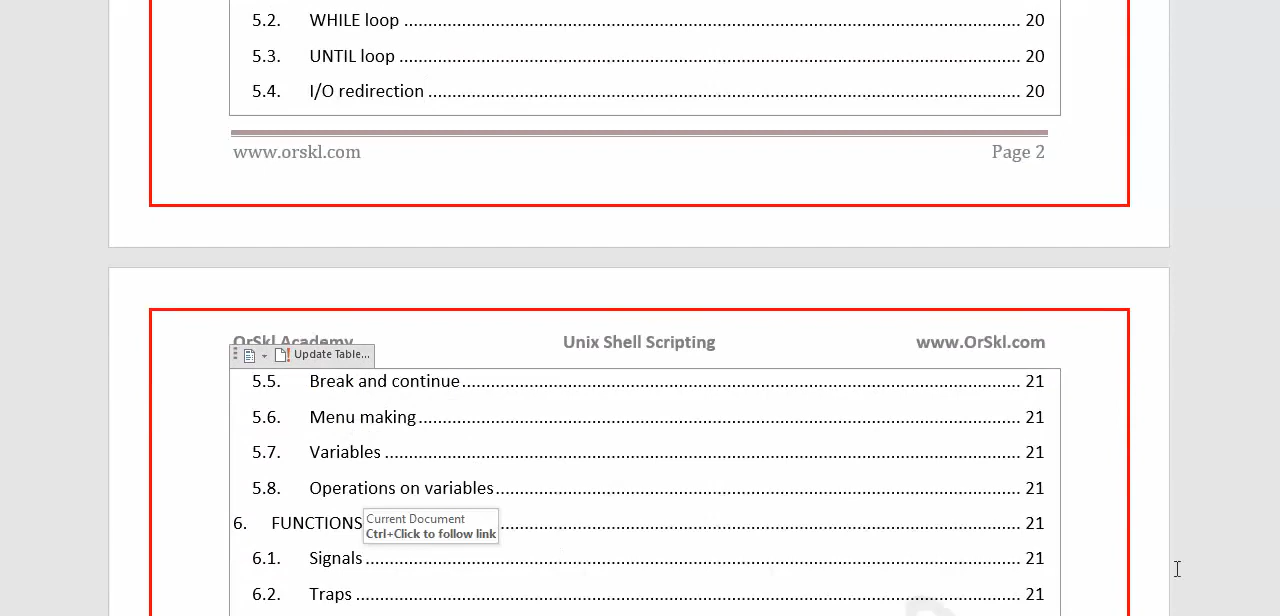 5.2. WHILE loop ........................................ 20
5.3. UNTIL loop ........................................ 20
5.4. I/O redirection ........................................ 20
www.orskl.com Page 2
OrSkl Academy Unix Shell Scripting www.OrSkl.com
Update Table...
5.5. Break and continue ........................................ 21
5.6. Menu making ........................................ 21
5.7. Variables ........................................ 21
5.8. Operations on variables ........................................ 21
Current Document
6. FUNCTIONS ........................................ 21
Ctrl+Click to follow link
6.1. Signals ........................................ 21
6.2. Traps ........................................ 21